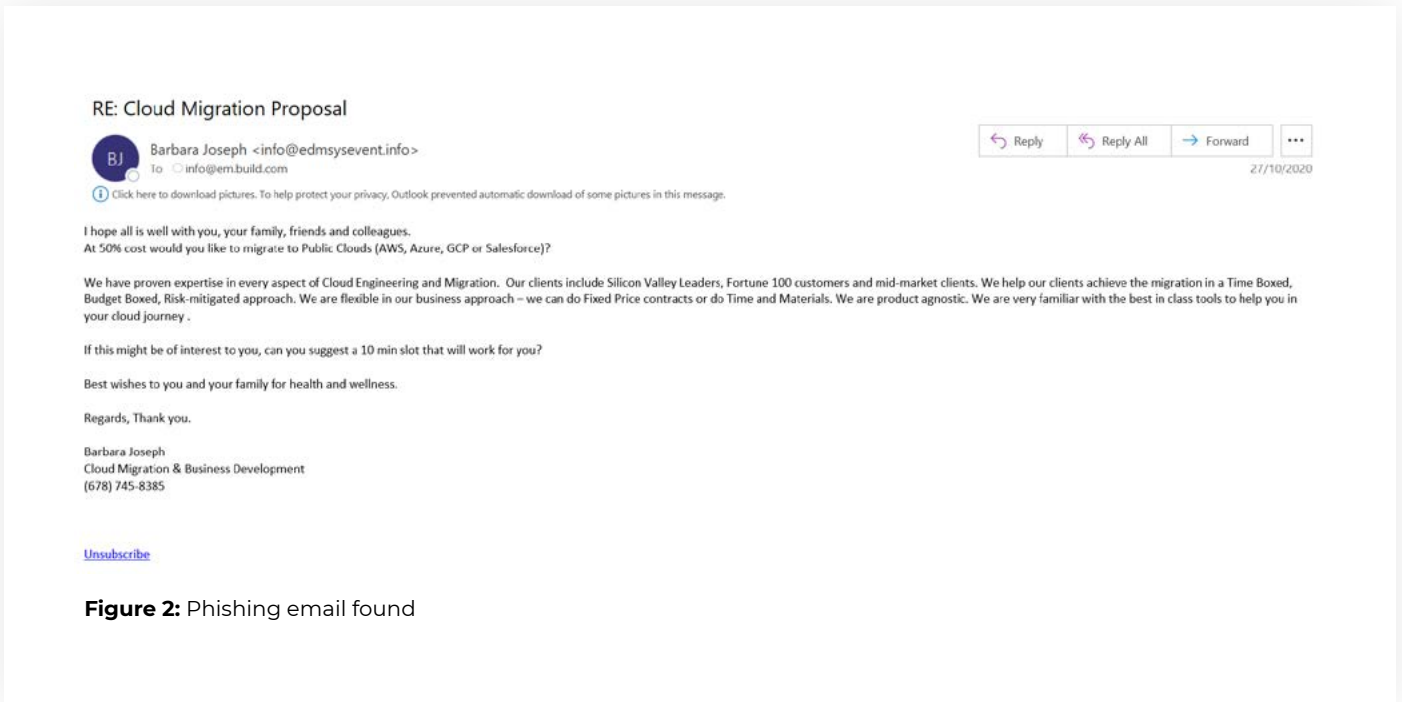 RE: Cloud Migration Proposal
BJ
Barbara Joseph <info@edmsysevent.info>
To info@em.build.com
Reply
Reply All
Forward
...
27/10/2020
Click here to download pictures. To help protect your privacy, Outlook prevented automatic download of some pictures in this message.
I hope all is well with you, your family, friends and colleagues.
At 50% cost would you like to migrate to Public Clouds (AWS, Azure, GCP or Salesforce)?
We have proven expertise in every aspect of Cloud Engineering and Migration. Our clients include Silicon Valley Leaders, Fortune 100 customers and mid-market clients. We help our clients achieve the migration in a Time Boxed,
Budget Boxed, Risk-mitigated approach. We are flexible in our business approach – we can do Fixed Price contracts or do Time and Materials. We are product agnostic. We are very familiar with the best in class tools to help you in
your cloud journey .
If this might be of interest to you, can you suggest a 10 min slot that will work for you?
Best wishes to you and your family for health and wellness.
Regards, Thank you.
Barbara Joseph
Cloud Migration & Business Development
(678) 745-8385
Unsubscribe
Figure 2: Phishing email found